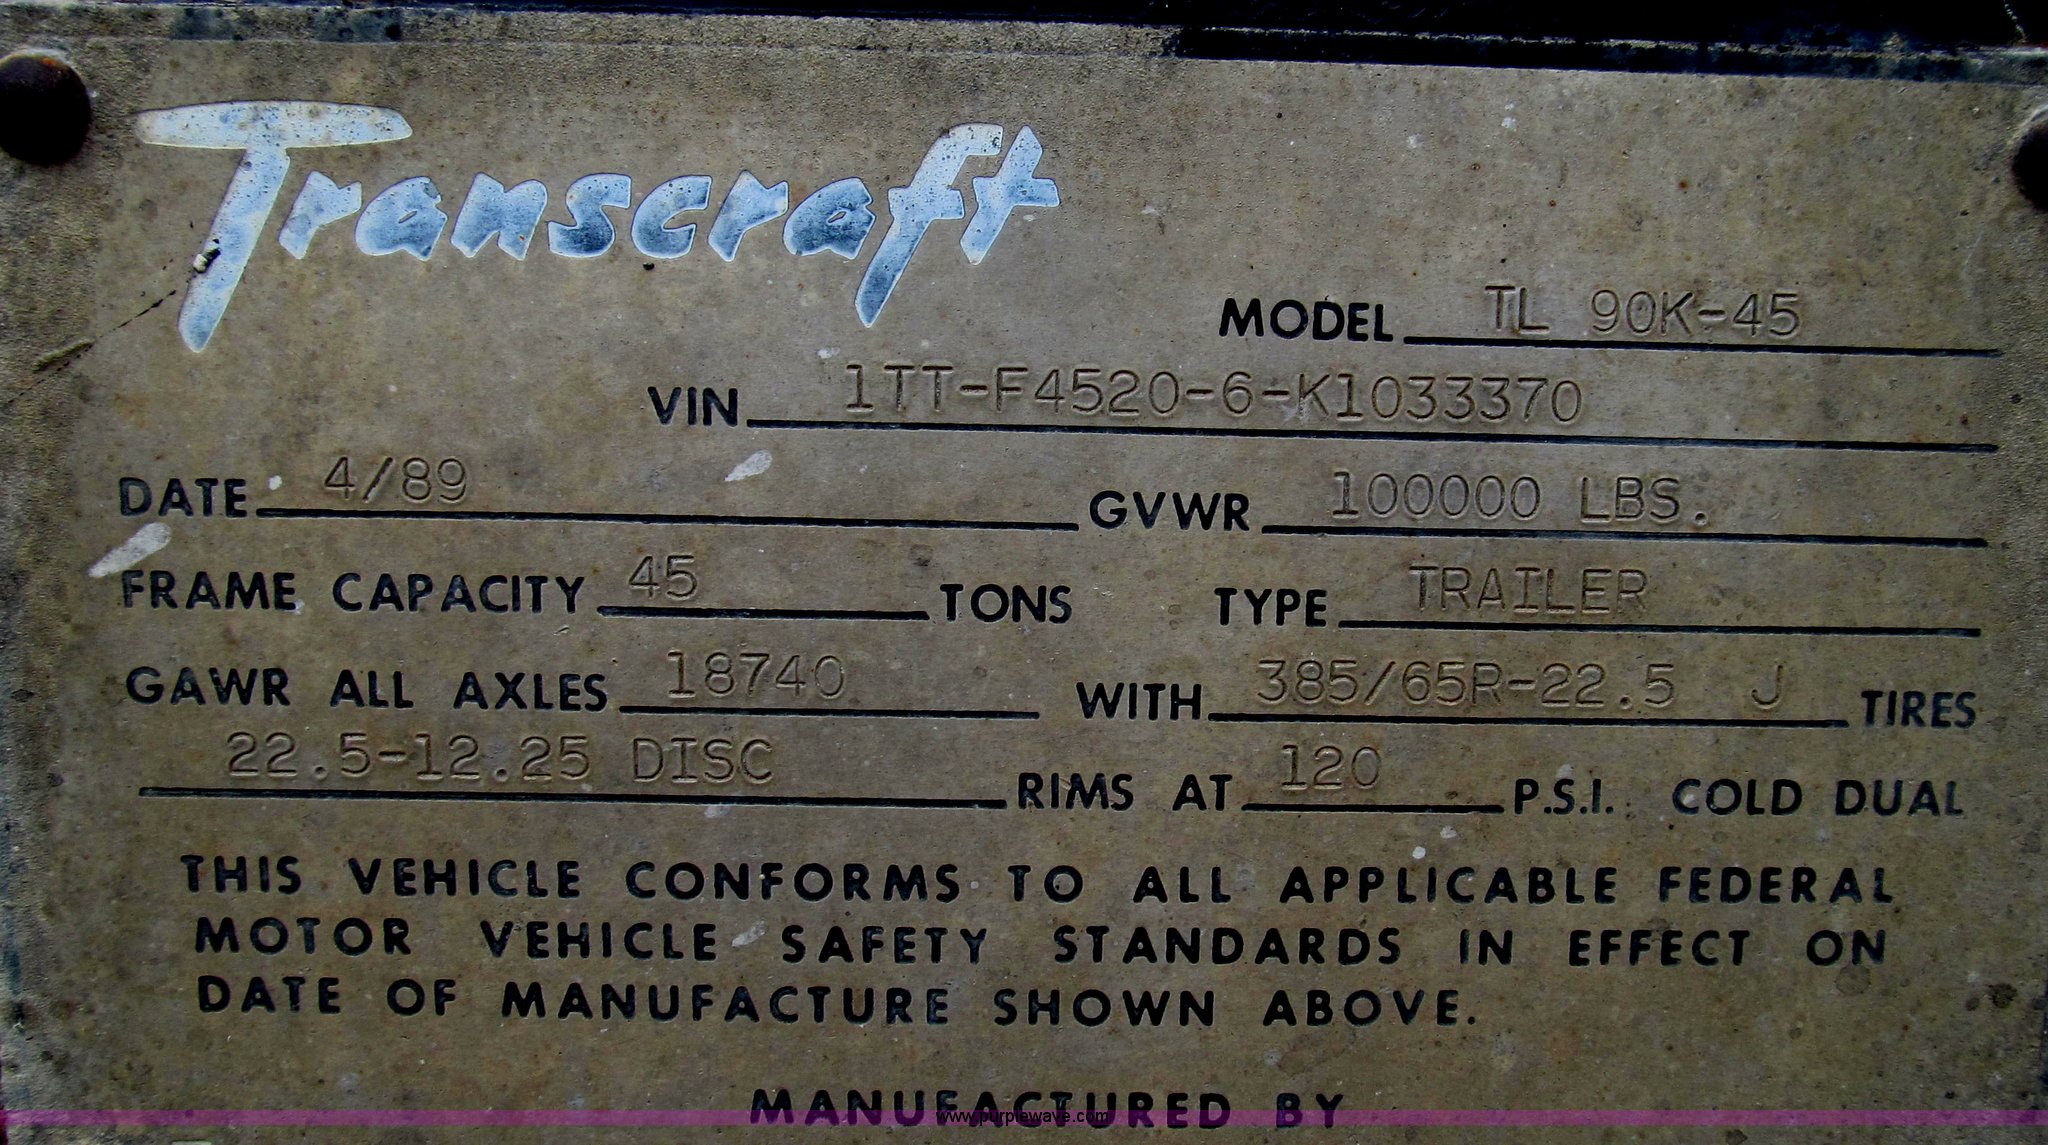 Transcraft
MODEL TL 90K-45
VIN 1TT-F4520-6-K1033370
DATE 4/89 GVWR 100000 LBS.
FRAME CAPACITY 45 TONS TYPE TRAILER
GAWR ALL AXLES 18740 WITH 385/65R-22.5 J TIRES
22.5-12.25 DISC RIMS AT 120 P.S.I. COLD DUAL
THIS VEHICLE CONFORMS TO ALL APPLICABLE FEDERAL
MOTOR VEHICLE SAFETY STANDARDS IN EFFECT ON
DATE OF MANUFACTURE SHOWN ABOVE.
MANUFACTURED BY
www.purplewave.com